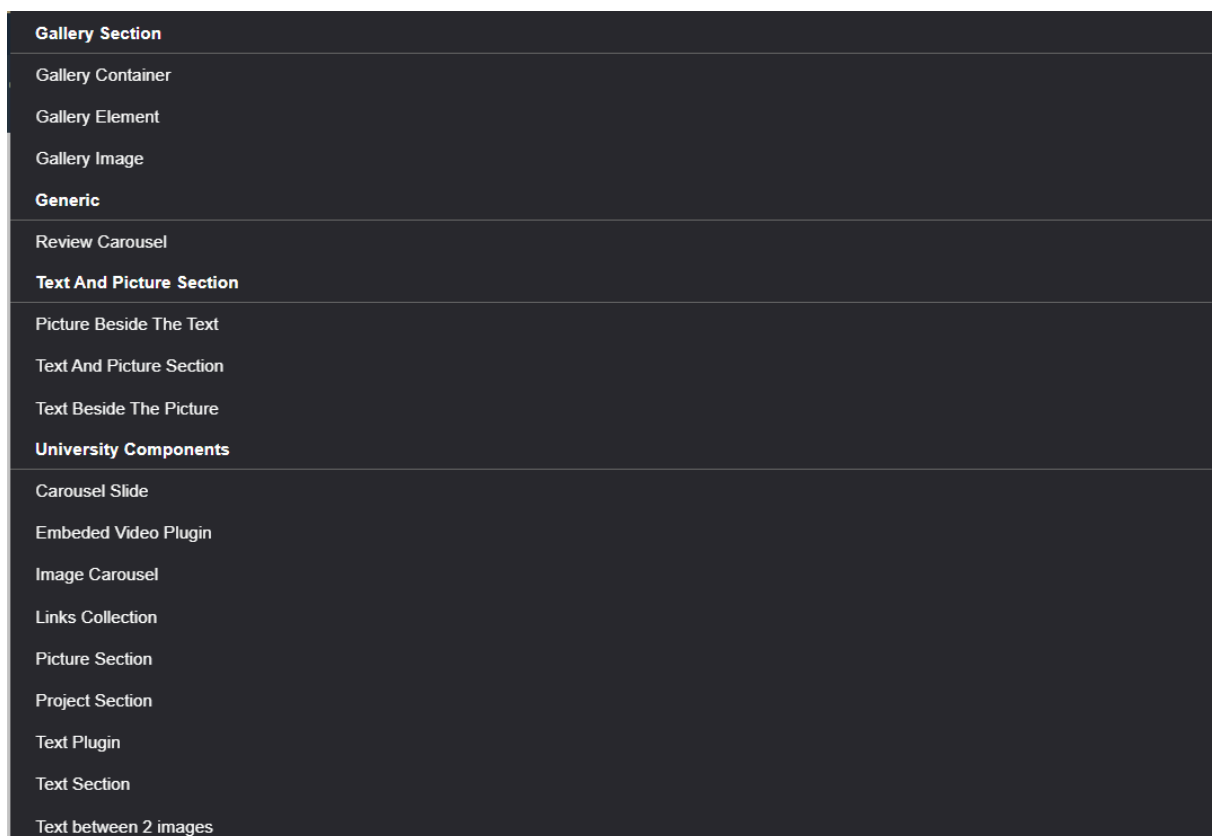 Gallery Section
Gallery Container
Gallery Element
Gallery Image
Generic
Review Carousel
Text And Picture Section
Picture Beside The Text
Text And Picture Section
Text Beside The Picture
University Components
Carousel Slide
Embeded Video Plugin
Image Carousel
Links Collection
Picture Section
Project Section
Text Plugin
Text Section
Text between 2 images